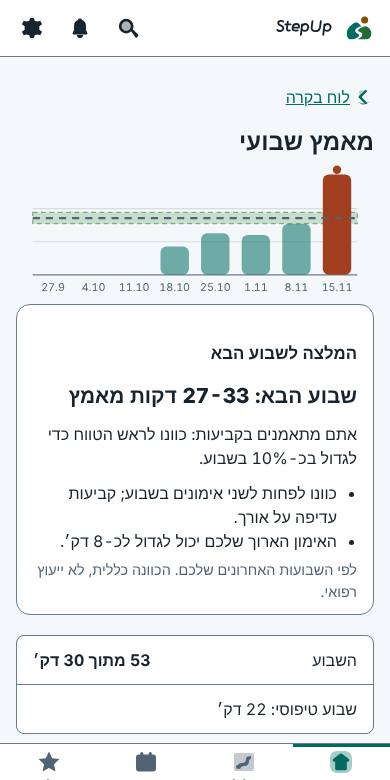 StepUp
לוח בקרה
מאמץ שבועי
27.9 4.10 11.10 18.10 25.10 1.11 8.11 15.11
המלצה לשבוע הבא
שבוע הבא: 27-33 דקות מאמץ
אתם מתאמנים בקביעות: כוונו לראש הטווח כדי
לגדול בכ-10% בשבוע.
• כוונו לפחות לשני אימונים בשבוע; קביעות
עדיפה על אורך.
• האימון הארוך שלכם יכול לגדול לכ-8 דק׳.
לפי השבועות האחרונים שלכם. הכוונה כללית, לא ייעוץ
רפואי.
השבוע 53 מתוך 30 דק׳
שבוע טיפוסי: 22 דק׳